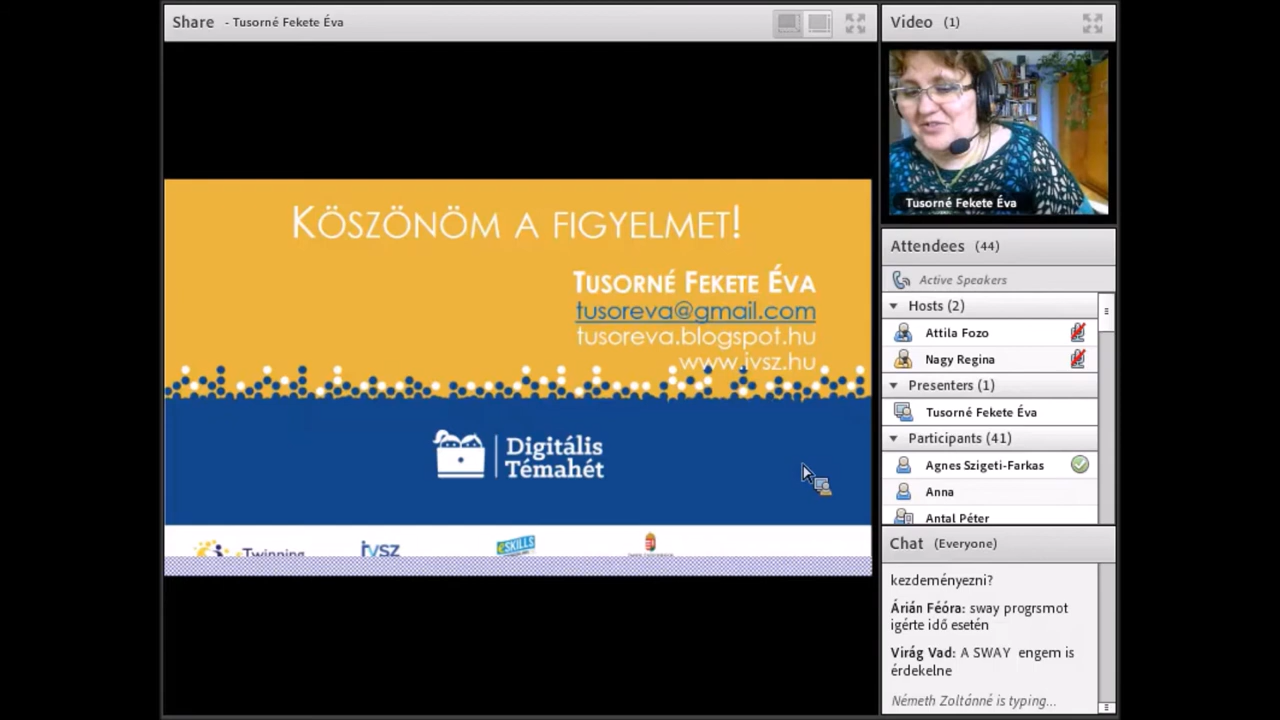 Share - Tusorné Fekete Éva
KÖSZÖNÖM A FIGYELMET!
TUSORNÉ FEKETE ÉVA
tusoreva@gmail.com
tusoreva.blogspot.hu
www.ivsz.hu
Digitális
Témahét
eTwinning
ivsz
eSKILLS
Video (1)
Tusorné Fekete Éva
Attendees (44)
Active Speakers
Hosts (2)
Attila Fozo
Nagy Regina
Presenters (1)
Tusorné Fekete Éva
Participants (41)
Agnes Szigeti-Farkas
Anna
Antal Péter
Chat (Everyone)
kezdeményezni?
Árián Féóra: sway progrsmot
igérte idő esetén
Virág Vad: A SWAY engem is
érdekelne
Németh Zoltánné is typing...